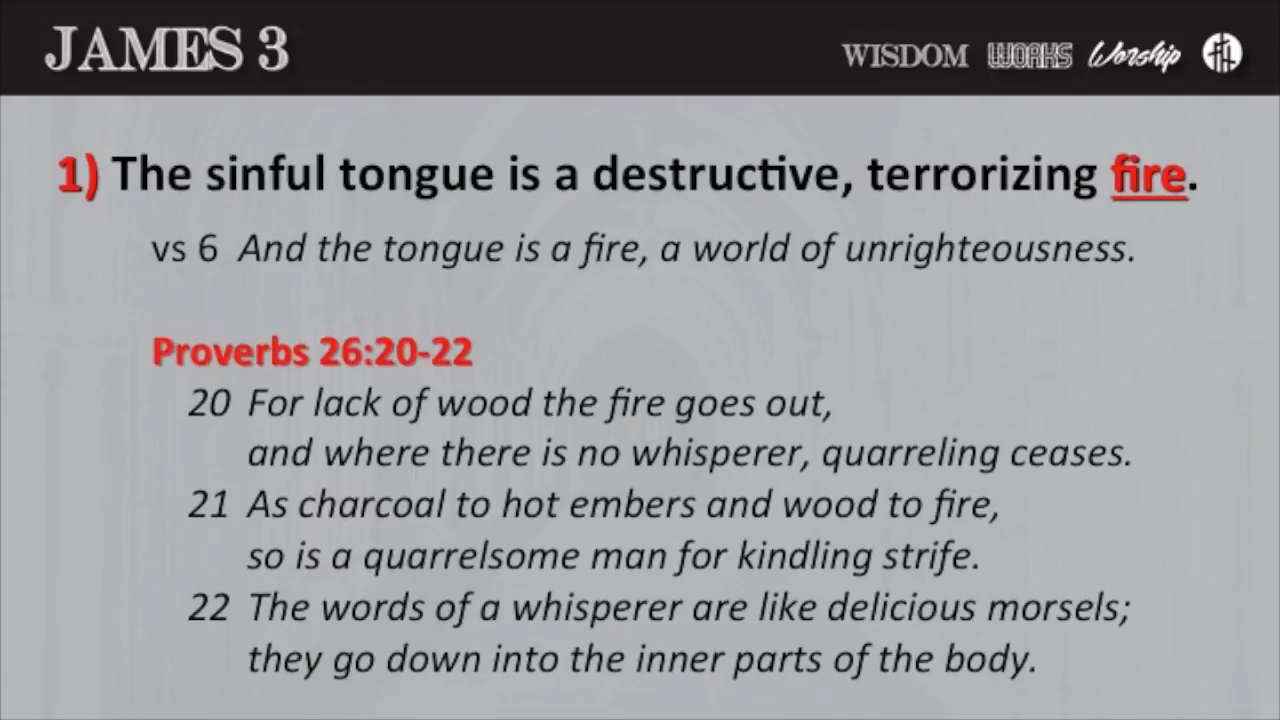 JAMES 3
WISDOM WORKS Worship
1) The sinful tongue is a destructive, terrorizing fire.
vs 6 And the tongue is a fire, a world of unrighteousness.
Proverbs 26:20-22
20 For lack of wood the fire goes out,
and where there is no whisperer, quarreling ceases.
21 As charcoal to hot embers and wood to fire,
so is a quarrelsome man for kindling strife.
22 The words of a whisperer are like delicious morsels;
they go down into the inner parts of the body.